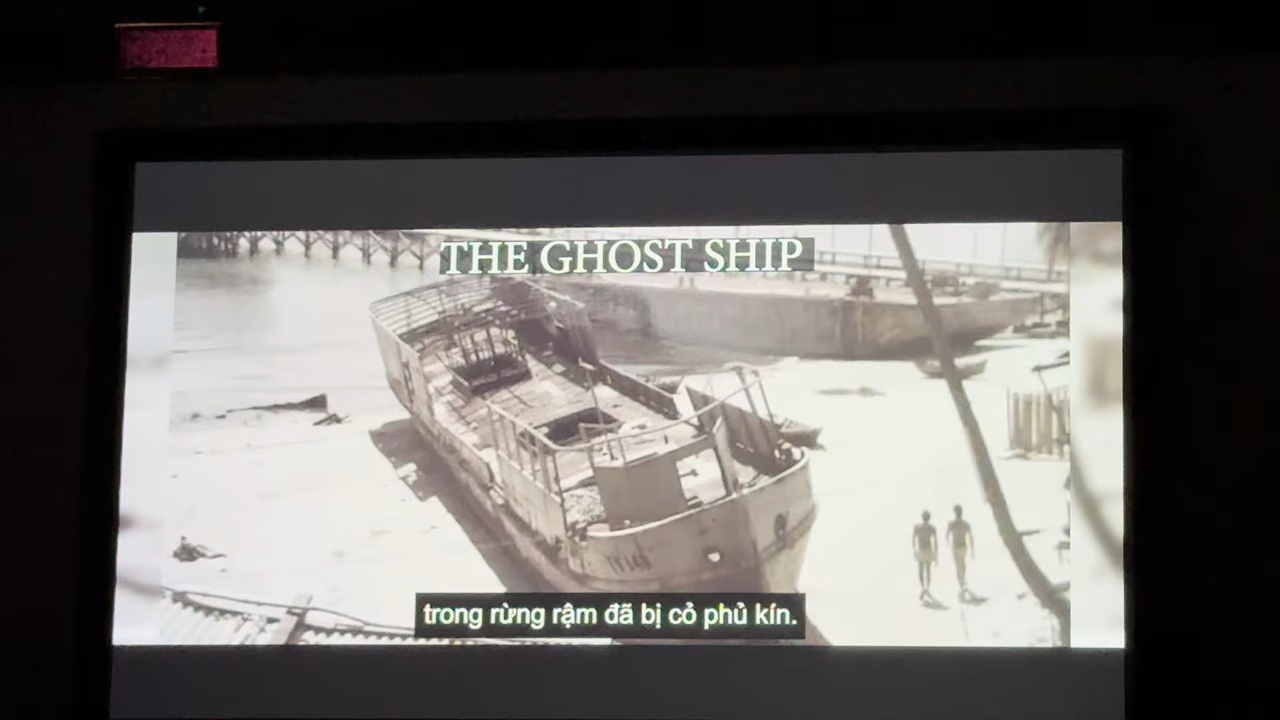 THE GHOST SHIP
trong rừng rậm đã bị cỏ phủ kín.